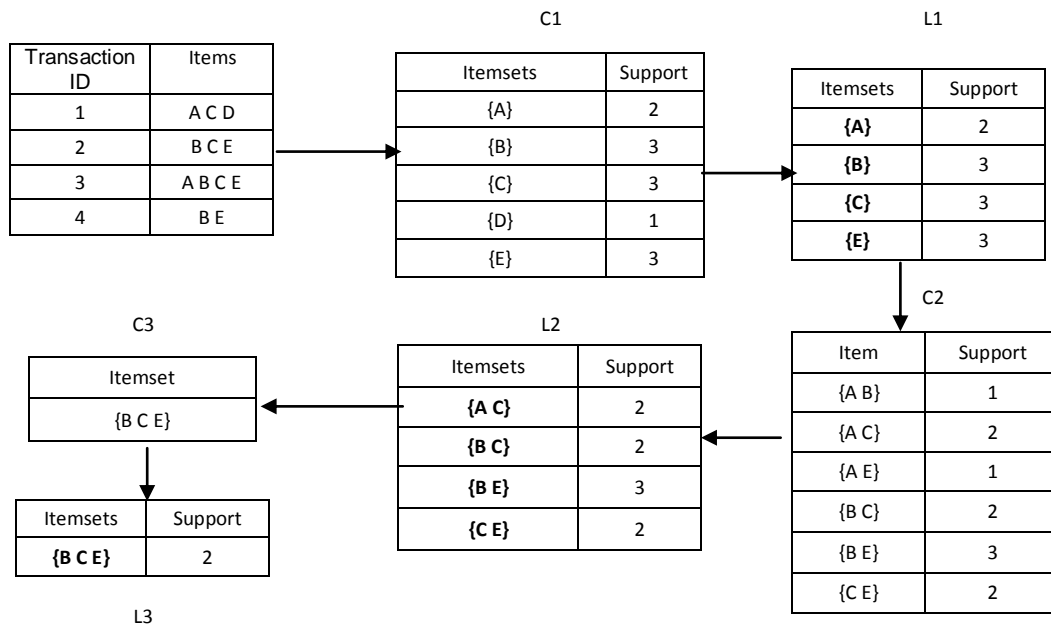 C1
L1
Transaction ID Items
1 A C D
2 B C E
3 A B C E
4 B E
Itemsets Support
{A} 2
{B} 3
{C} 3
{D} 1
{E} 3
Itemsets Support
{A} 2
{B} 3
{C} 3
{E} 3
C2
Item Support
{A B} 1
{A C} 2
{A E} 1
{B C} 2
{B E} 3
{C E} 2
L2
Itemsets Support
{A C} 2
{B C} 2
{B E} 3
{C E} 2
C3
Itemset
{B C E}
Itemsets Support
{B C E} 2
L3